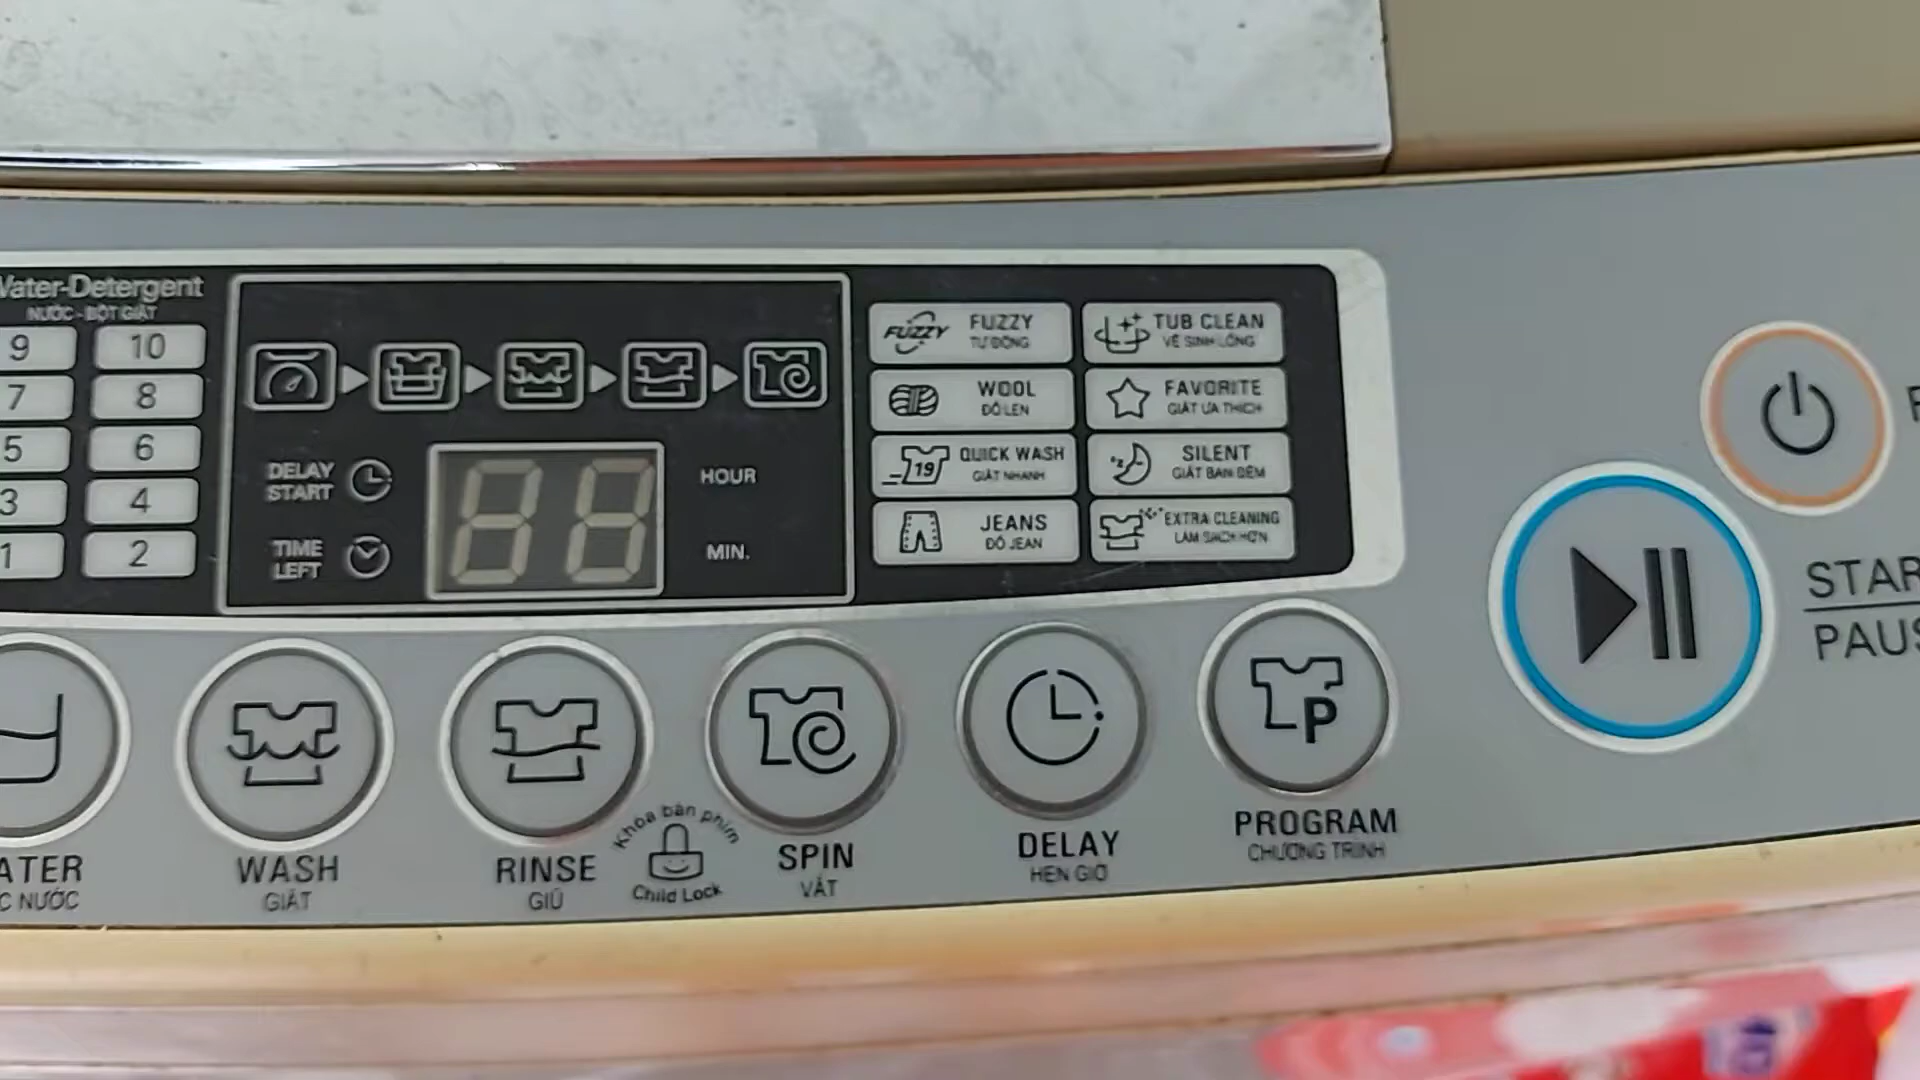 Water-Detergent
NƯỚC - BỘT GIẶT
9 10
7 8
5 6
3 4
1 2
DELAY
START
TIME
LEFT
88
HOUR
MIN.
FUZZY
FUZZY
TỰ ĐỘNG
TUB CLEAN
VỆ SINH LỒNG
WOOL
ĐỒ LEN
FAVORITE
GIẶT ƯA THÍCH
19
QUICK WASH
GIẶT NHANH
SILENT
GIẶT BAN ĐÊM
JEANS
ĐỒ JEAN
EXTRA CLEANING
LÀM SẠCH HƠN
STAR
PAUS
P
ATER
C NƯỚC
WASH
GIẶT
RINSE
GIŨ
Khóa bàn phím
Child Lock
SPIN
VẮT
DELAY
HẸN GIỜ
PROGRAM
CHƯƠNG TRÌNH